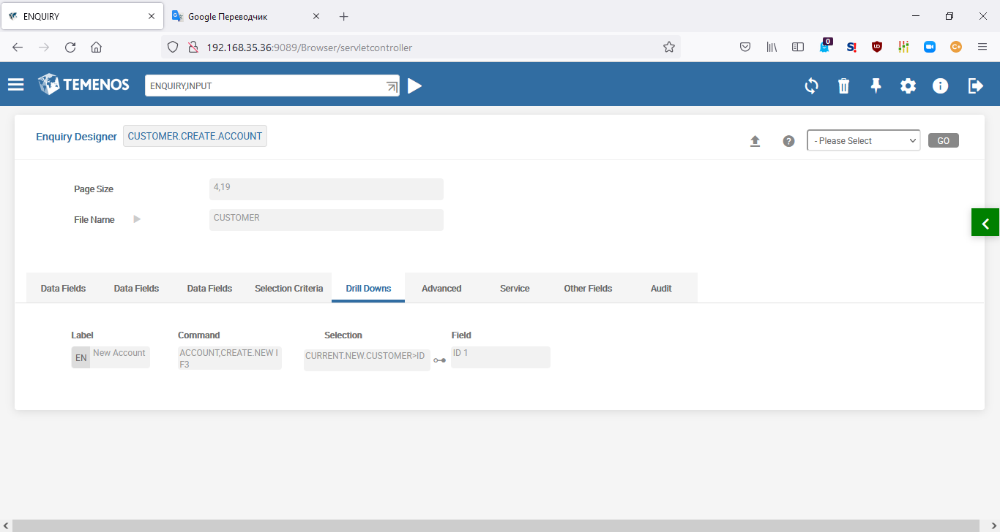 ENQUIRY
Google Переводчик
192.168.35.36:9089/Browser/servletcontroller
0
S!
UD
C+
TEMENOS
ENQUIRY,INPUT
Enquiry Designer CUSTOMER.CREATE.ACCOUNT
- Please Select
GO
Page Size 4,19
File Name CUSTOMER
Data Fields Data Fields Data Fields Selection Criteria Drill Downs Advanced Service Other Fields Audit
Label Command Selection Field
EN New Account ACCOUNT,CREATE.NEW I CURRENT.NEW.CUSTOMER>ID ID 1
F3